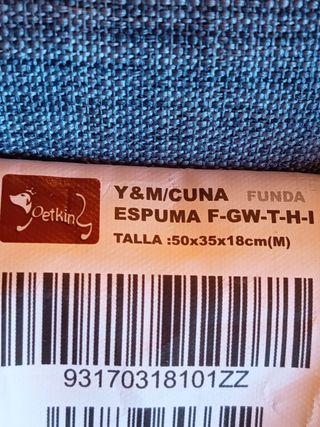 Petking
Y&M/CUNA FUNDA
ESPUMA F-GW-T-H-I
TALLA :50x35x18cm(M)
93170318101ZZ